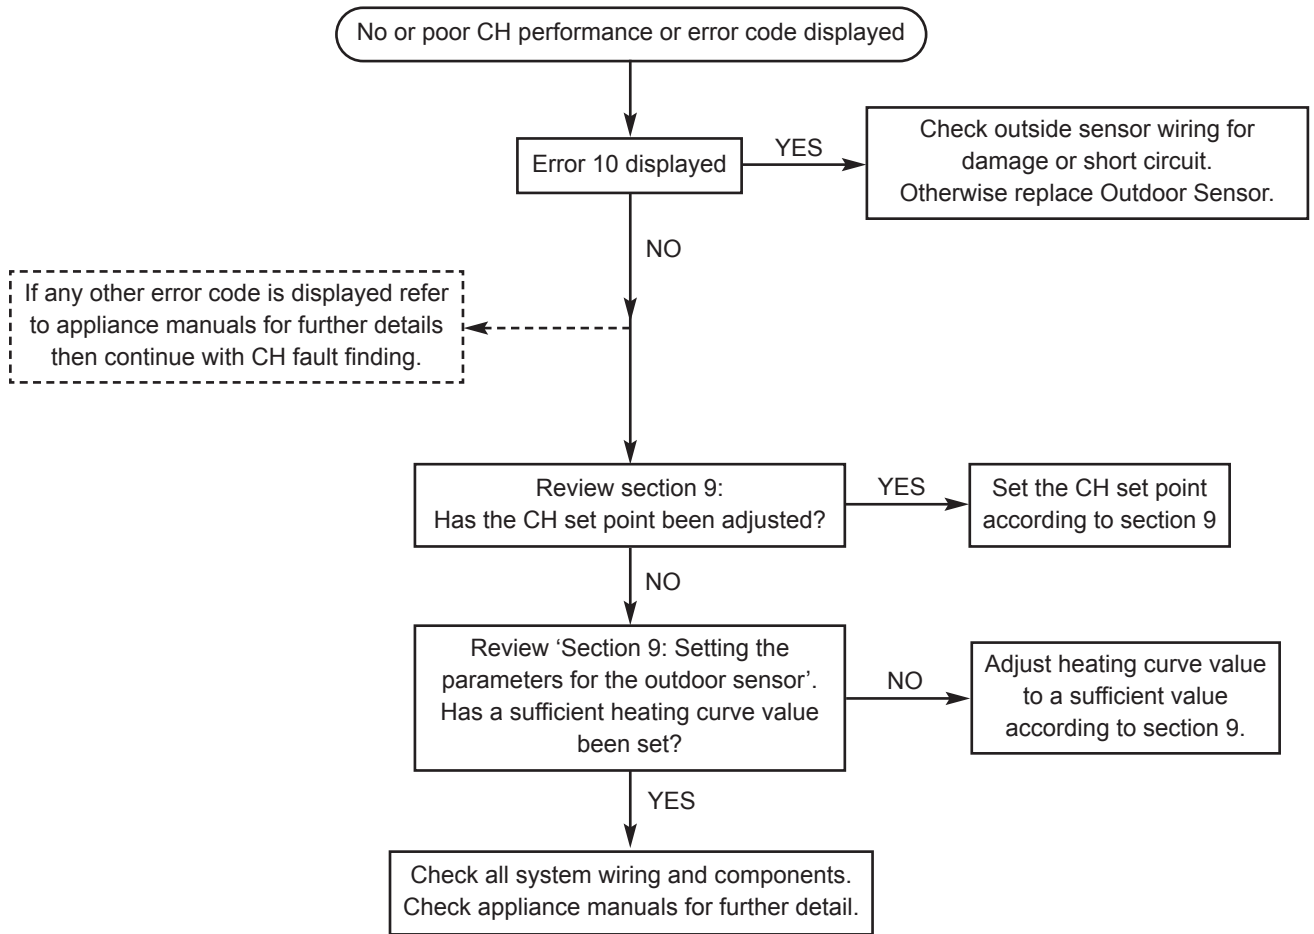 No or poor CH performance or error code displayed
Error 10 displayed
YES
Check outside sensor wiring for
damage or short circuit.
Otherwise replace Outdoor Sensor.
NO
If any other error code is displayed refer
to appliance manuals for further details
then continue with CH fault finding.
Review section 9:
Has the CH set point been adjusted?
YES
Set the CH set point
according to section 9
NO
Review ‘Section 9: Setting the
parameters for the outdoor sensor’.
Has a sufficient heating curve value
been set?
NO
Adjust heating curve value
to a sufficient value
according to section 9.
YES
Check all system wiring and components.
Check appliance manuals for further detail.